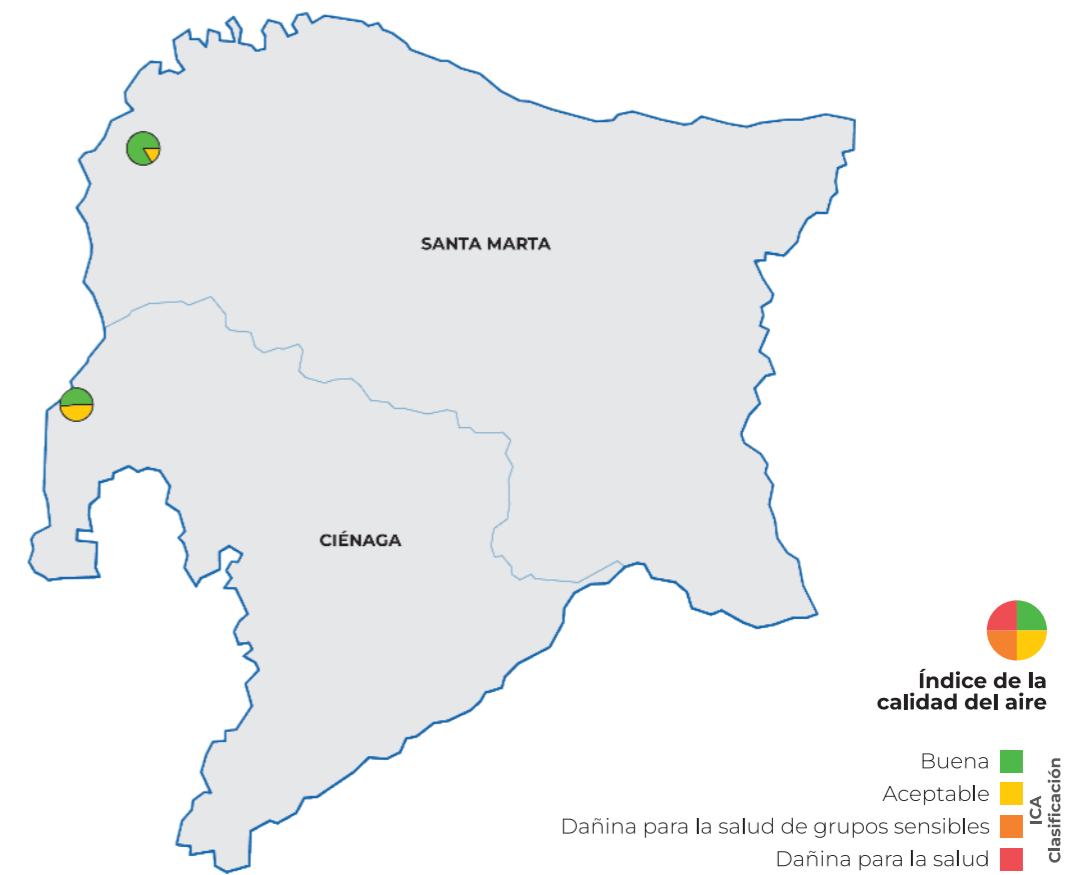 SANTA MARTA
CIÉNAGA
Índice de la
calidad del aire
Buena
Aceptable
Dañina para la salud de grupos sensibles
Dañina para la salud
ICA
Clasificación